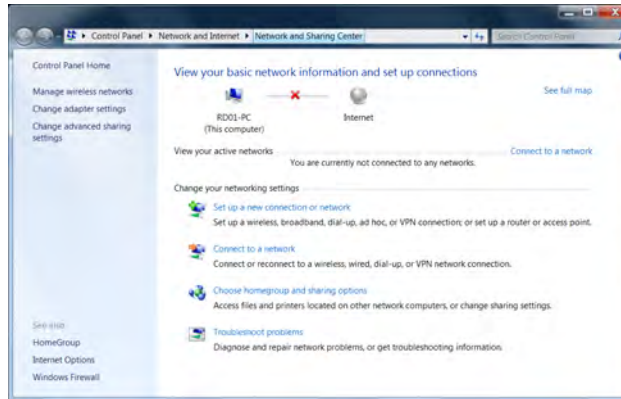 Control Panel ▸ Network and Internet ▸ Network and Sharing Center
Search Control Panel
Control Panel Home
Manage wireless networks
Change adapter settings
Change advanced sharing
settings
See also
HomeGroup
Internet Options
Windows Firewall
View your basic network information and set up connections
See full map
RD01-PC
(This computer)
Internet
View your active networks
Connect to a network
You are currently not connected to any networks.
Change your networking settings
Set up a new connection or network
Set up a wireless, broadband, dial-up, ad hoc, or VPN connection; or set up a router or access point.
Connect to a network
Connect or reconnect to a wireless, wired, dial-up, or VPN network connection.
Choose homegroup and sharing options
Access files and printers located on other network computers, or change sharing settings.
Troubleshoot problems
Diagnose and repair network problems, or get troubleshooting information.